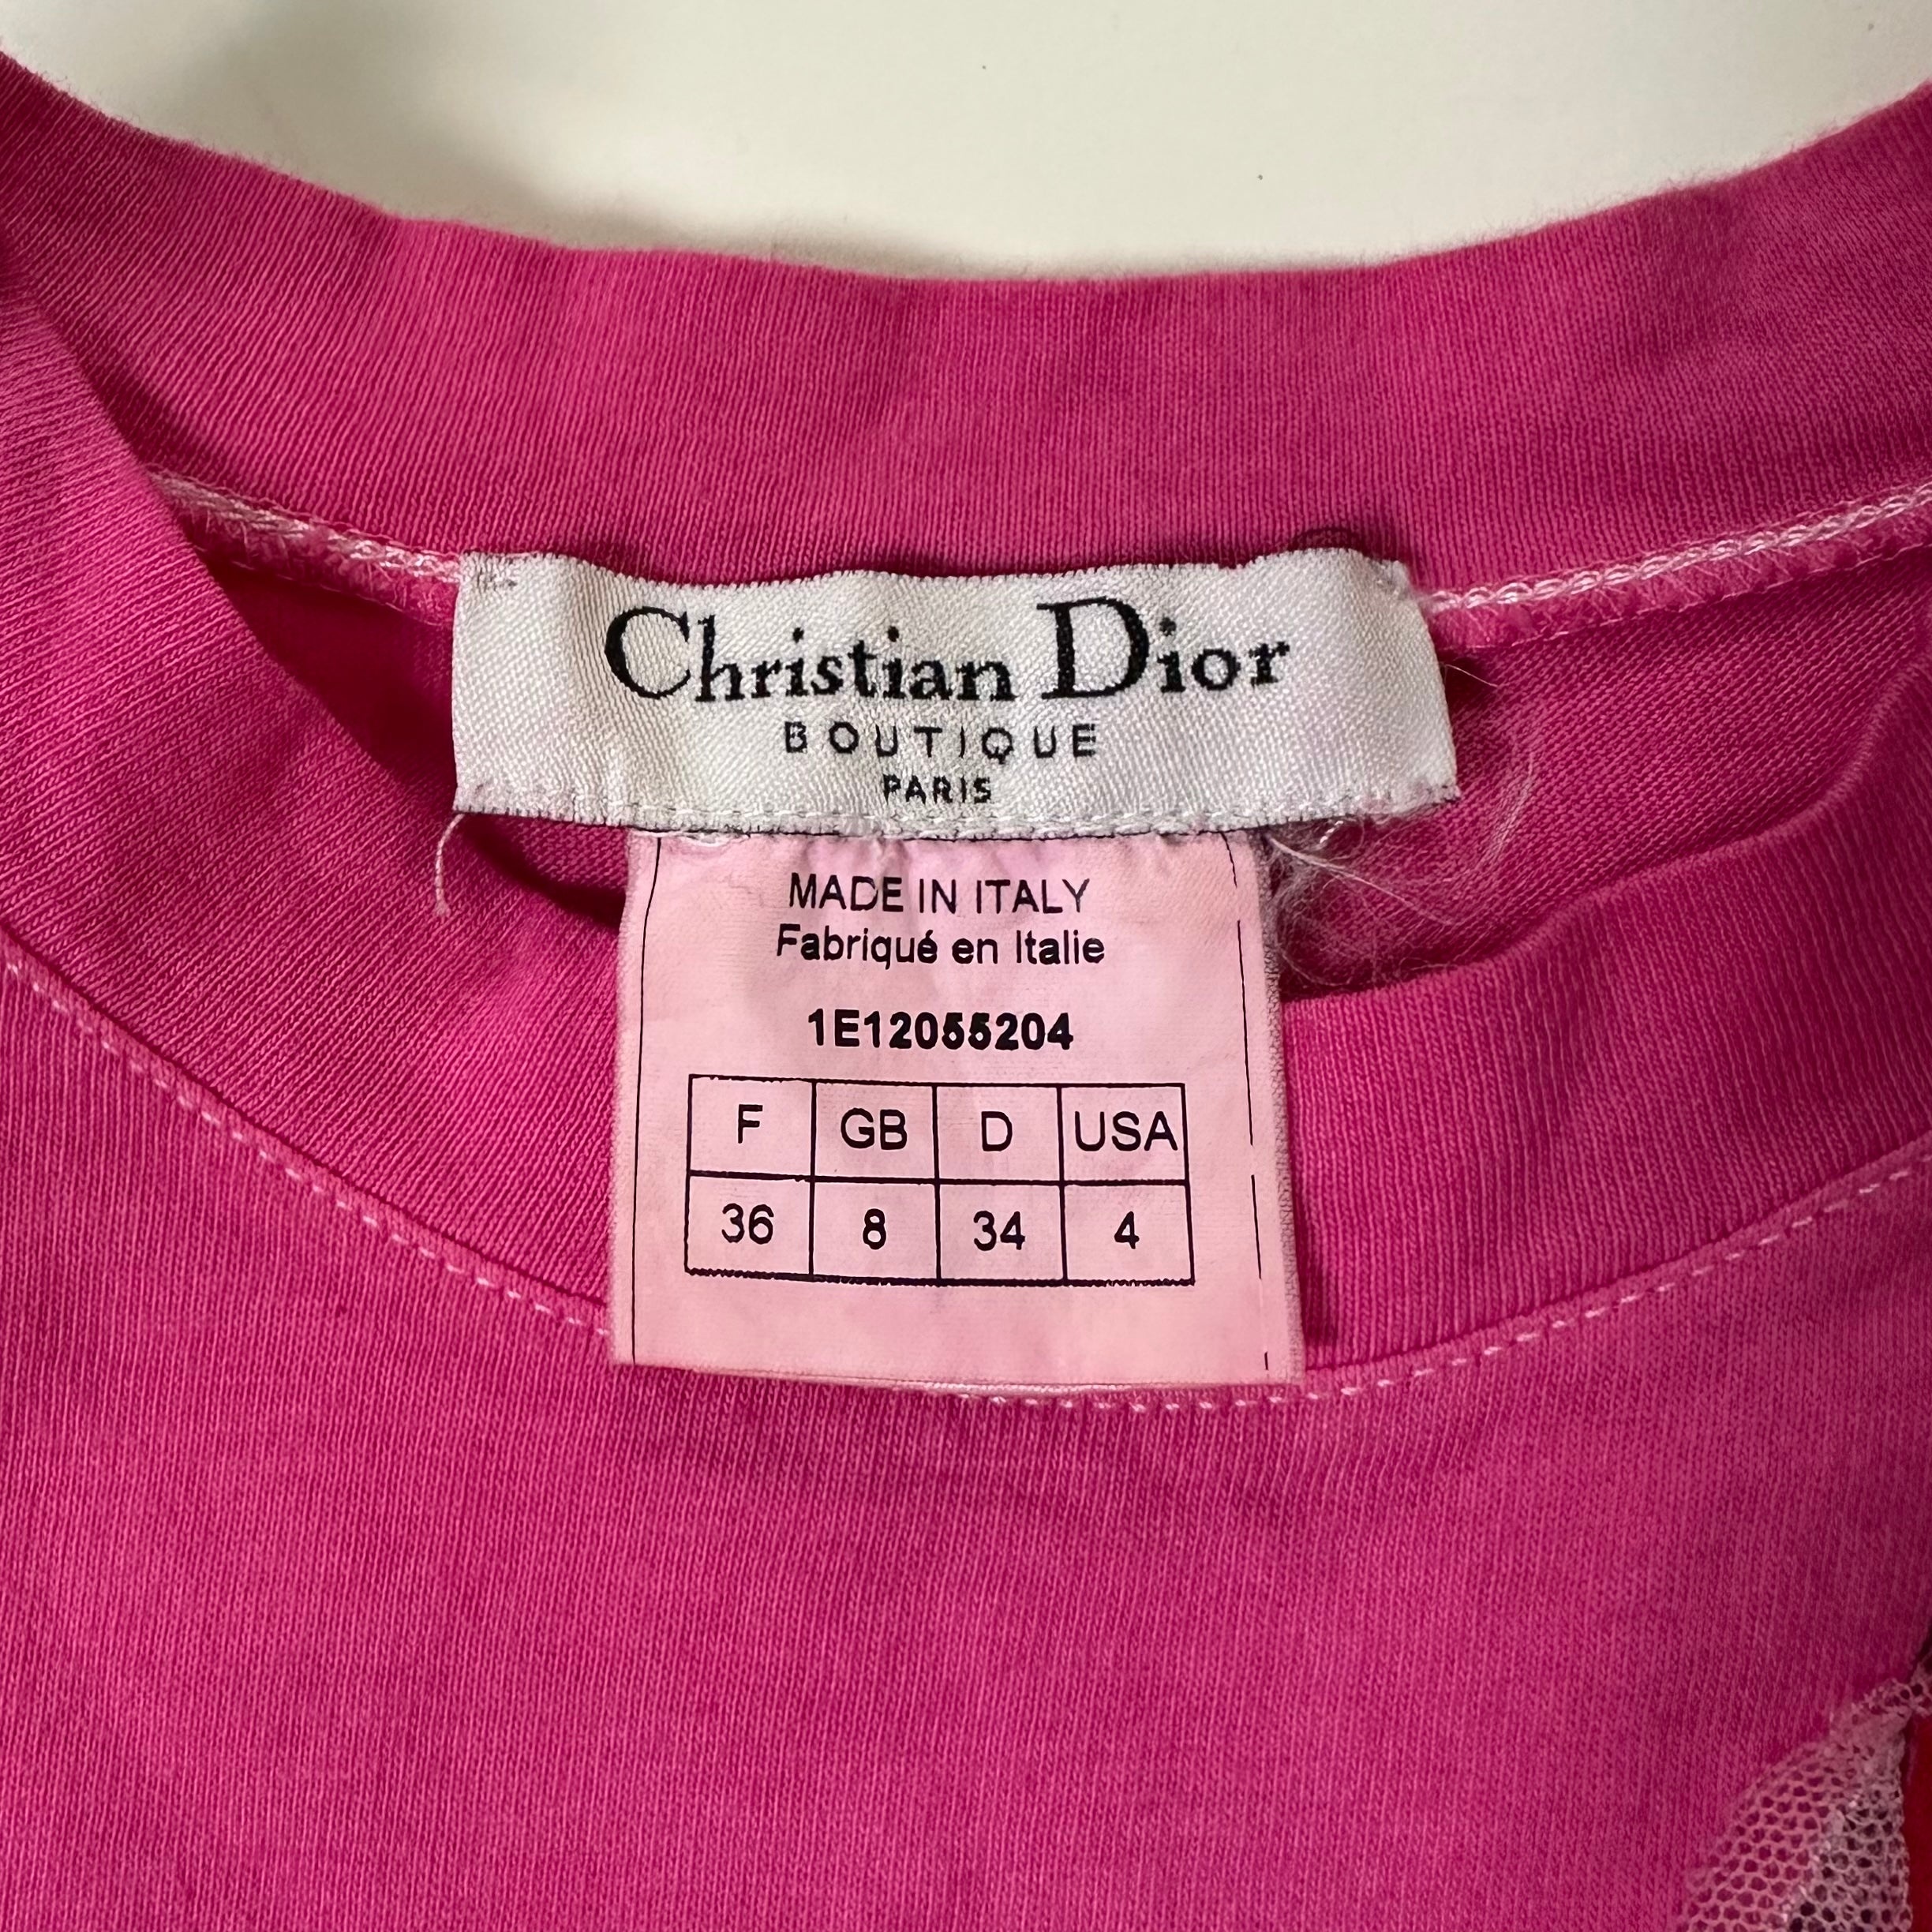 Christian Dior
BOUTIQUE
PARIS
MADE IN ITALY
Fabriqué en Italie
1E12055204
F GB D USA
36 8 34 4